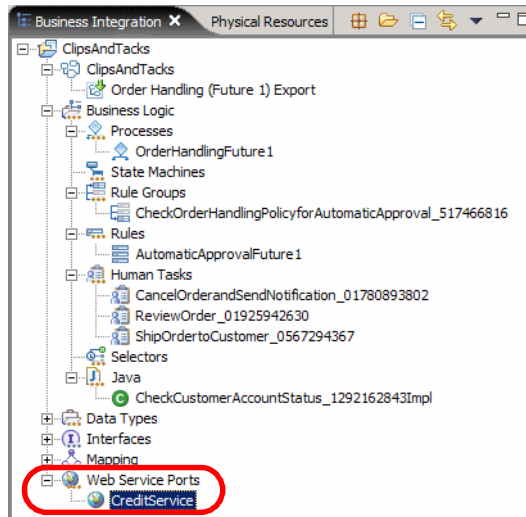 Business Integration Physical Resources
ClipsAndTacks
ClipsAndTacks
Order Handling (Future 1) Export
Business Logic
Processes
OrderHandlingFuture1
State Machines
Rule Groups
CheckOrderHandlingPolicyforAutomaticApproval_517466816
Rules
AutomaticApprovalFuture1
Human Tasks
CancelOrderandSendNotification_01780893802
ReviewOrder_01925942630
ShipOrdertoCustomer_0567294367
Selectors
Java
CheckCustomerAccountStatus_1292162843Impl
Data Types
Interfaces
Mapping
Web Service Ports
CreditService